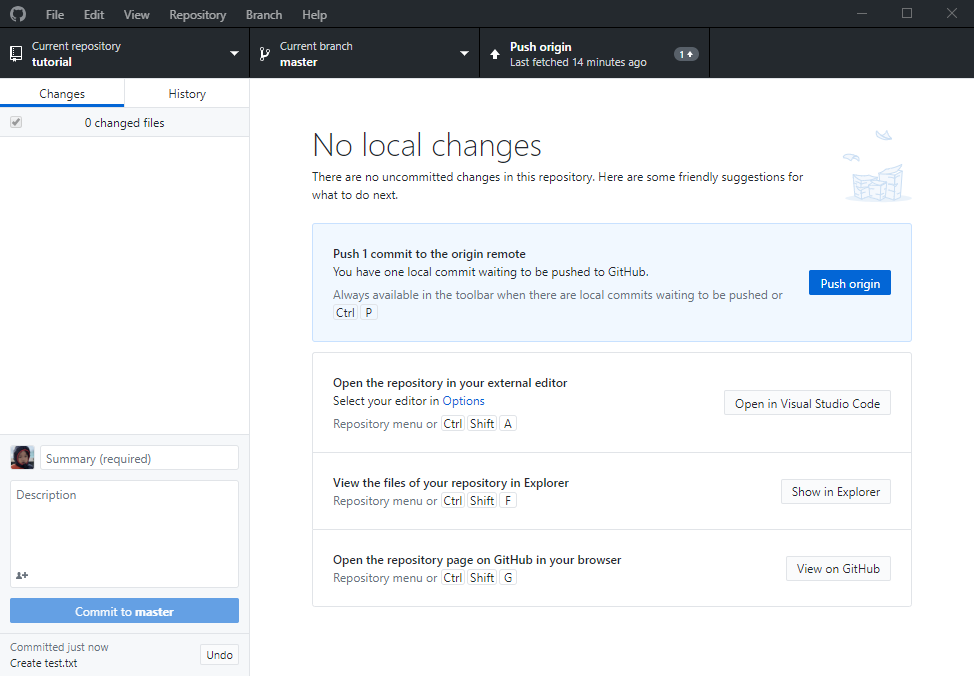 File Edit View Repository Branch Help
Current repository
tutorial
Current branch
master
Push origin
Last fetched 14 minutes ago
1
Changes History
0 changed files
No local changes
There are no uncommitted changes in this repository. Here are some friendly suggestions for
what to do next.
Push 1 commit to the origin remote
You have one local commit waiting to be pushed to GitHub.
Always available in the toolbar when there are local commits waiting to be pushed or
Ctrl P
Push origin
Open the repository in your external editor
Select your editor in Options
Repository menu or Ctrl Shift A
Open in Visual Studio Code
View the files of your repository in Explorer
Repository menu or Ctrl Shift F
Show in Explorer
Open the repository page on GitHub in your browser
Repository menu or Ctrl Shift G
View on GitHub
Summary (required)
Description
Commit to master
Committed just now
Create test.txt
Undo